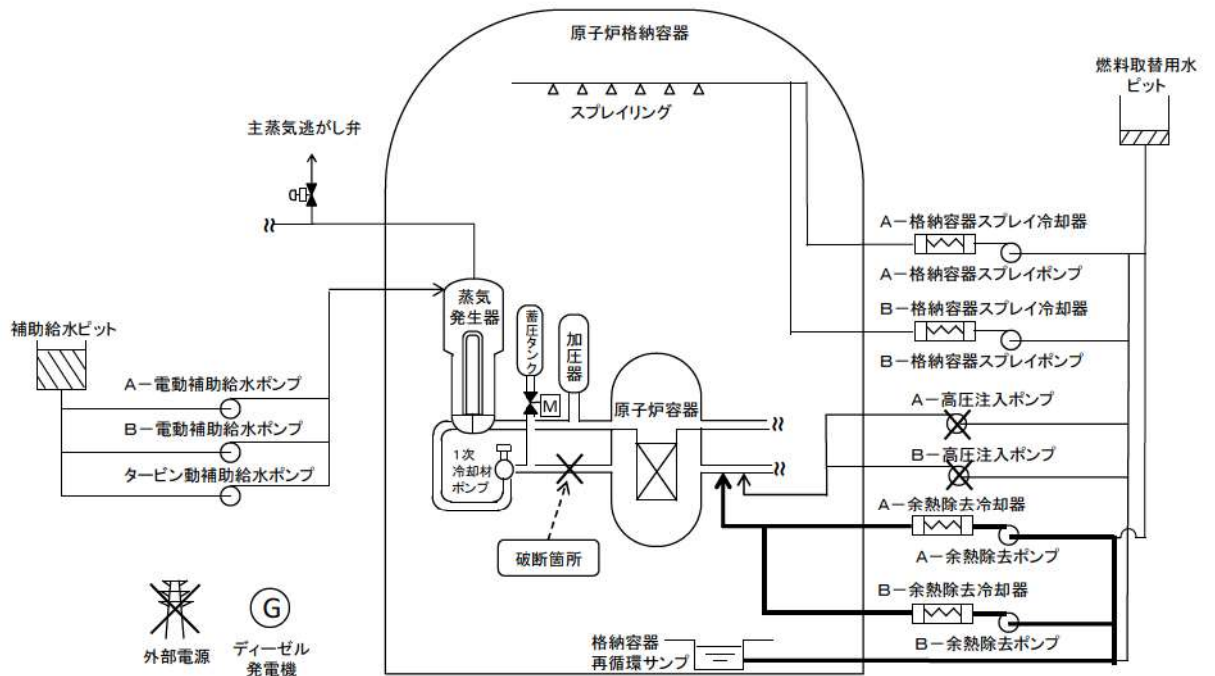 原子炉格納容器
燃料取替用水
ピット
スプレイリング
主蒸気逃がし弁
A－格納容器スプレイ冷却器
A－格納容器スプレイポンプ
B－格納容器スプレイ冷却器
B－格納容器スプレイポンプ
蒸気
発生器
蓄圧タンク
加圧器
M
補助給水ピット
A－電動補助給水ポンプ
B－電動補助給水ポンプ
タービン動補助給水ポンプ
原子炉容器
A－高圧注入ポンプ
B－高圧注入ポンプ
1次
冷却材
ポンプ
A－余熱除去冷却器
A－余熱除去ポンプ
破断箇所
B－余熱除去冷却器
B－余熱除去ポンプ
G
外部電源
ディーゼル
発電機
格納容器
再循環サンプ